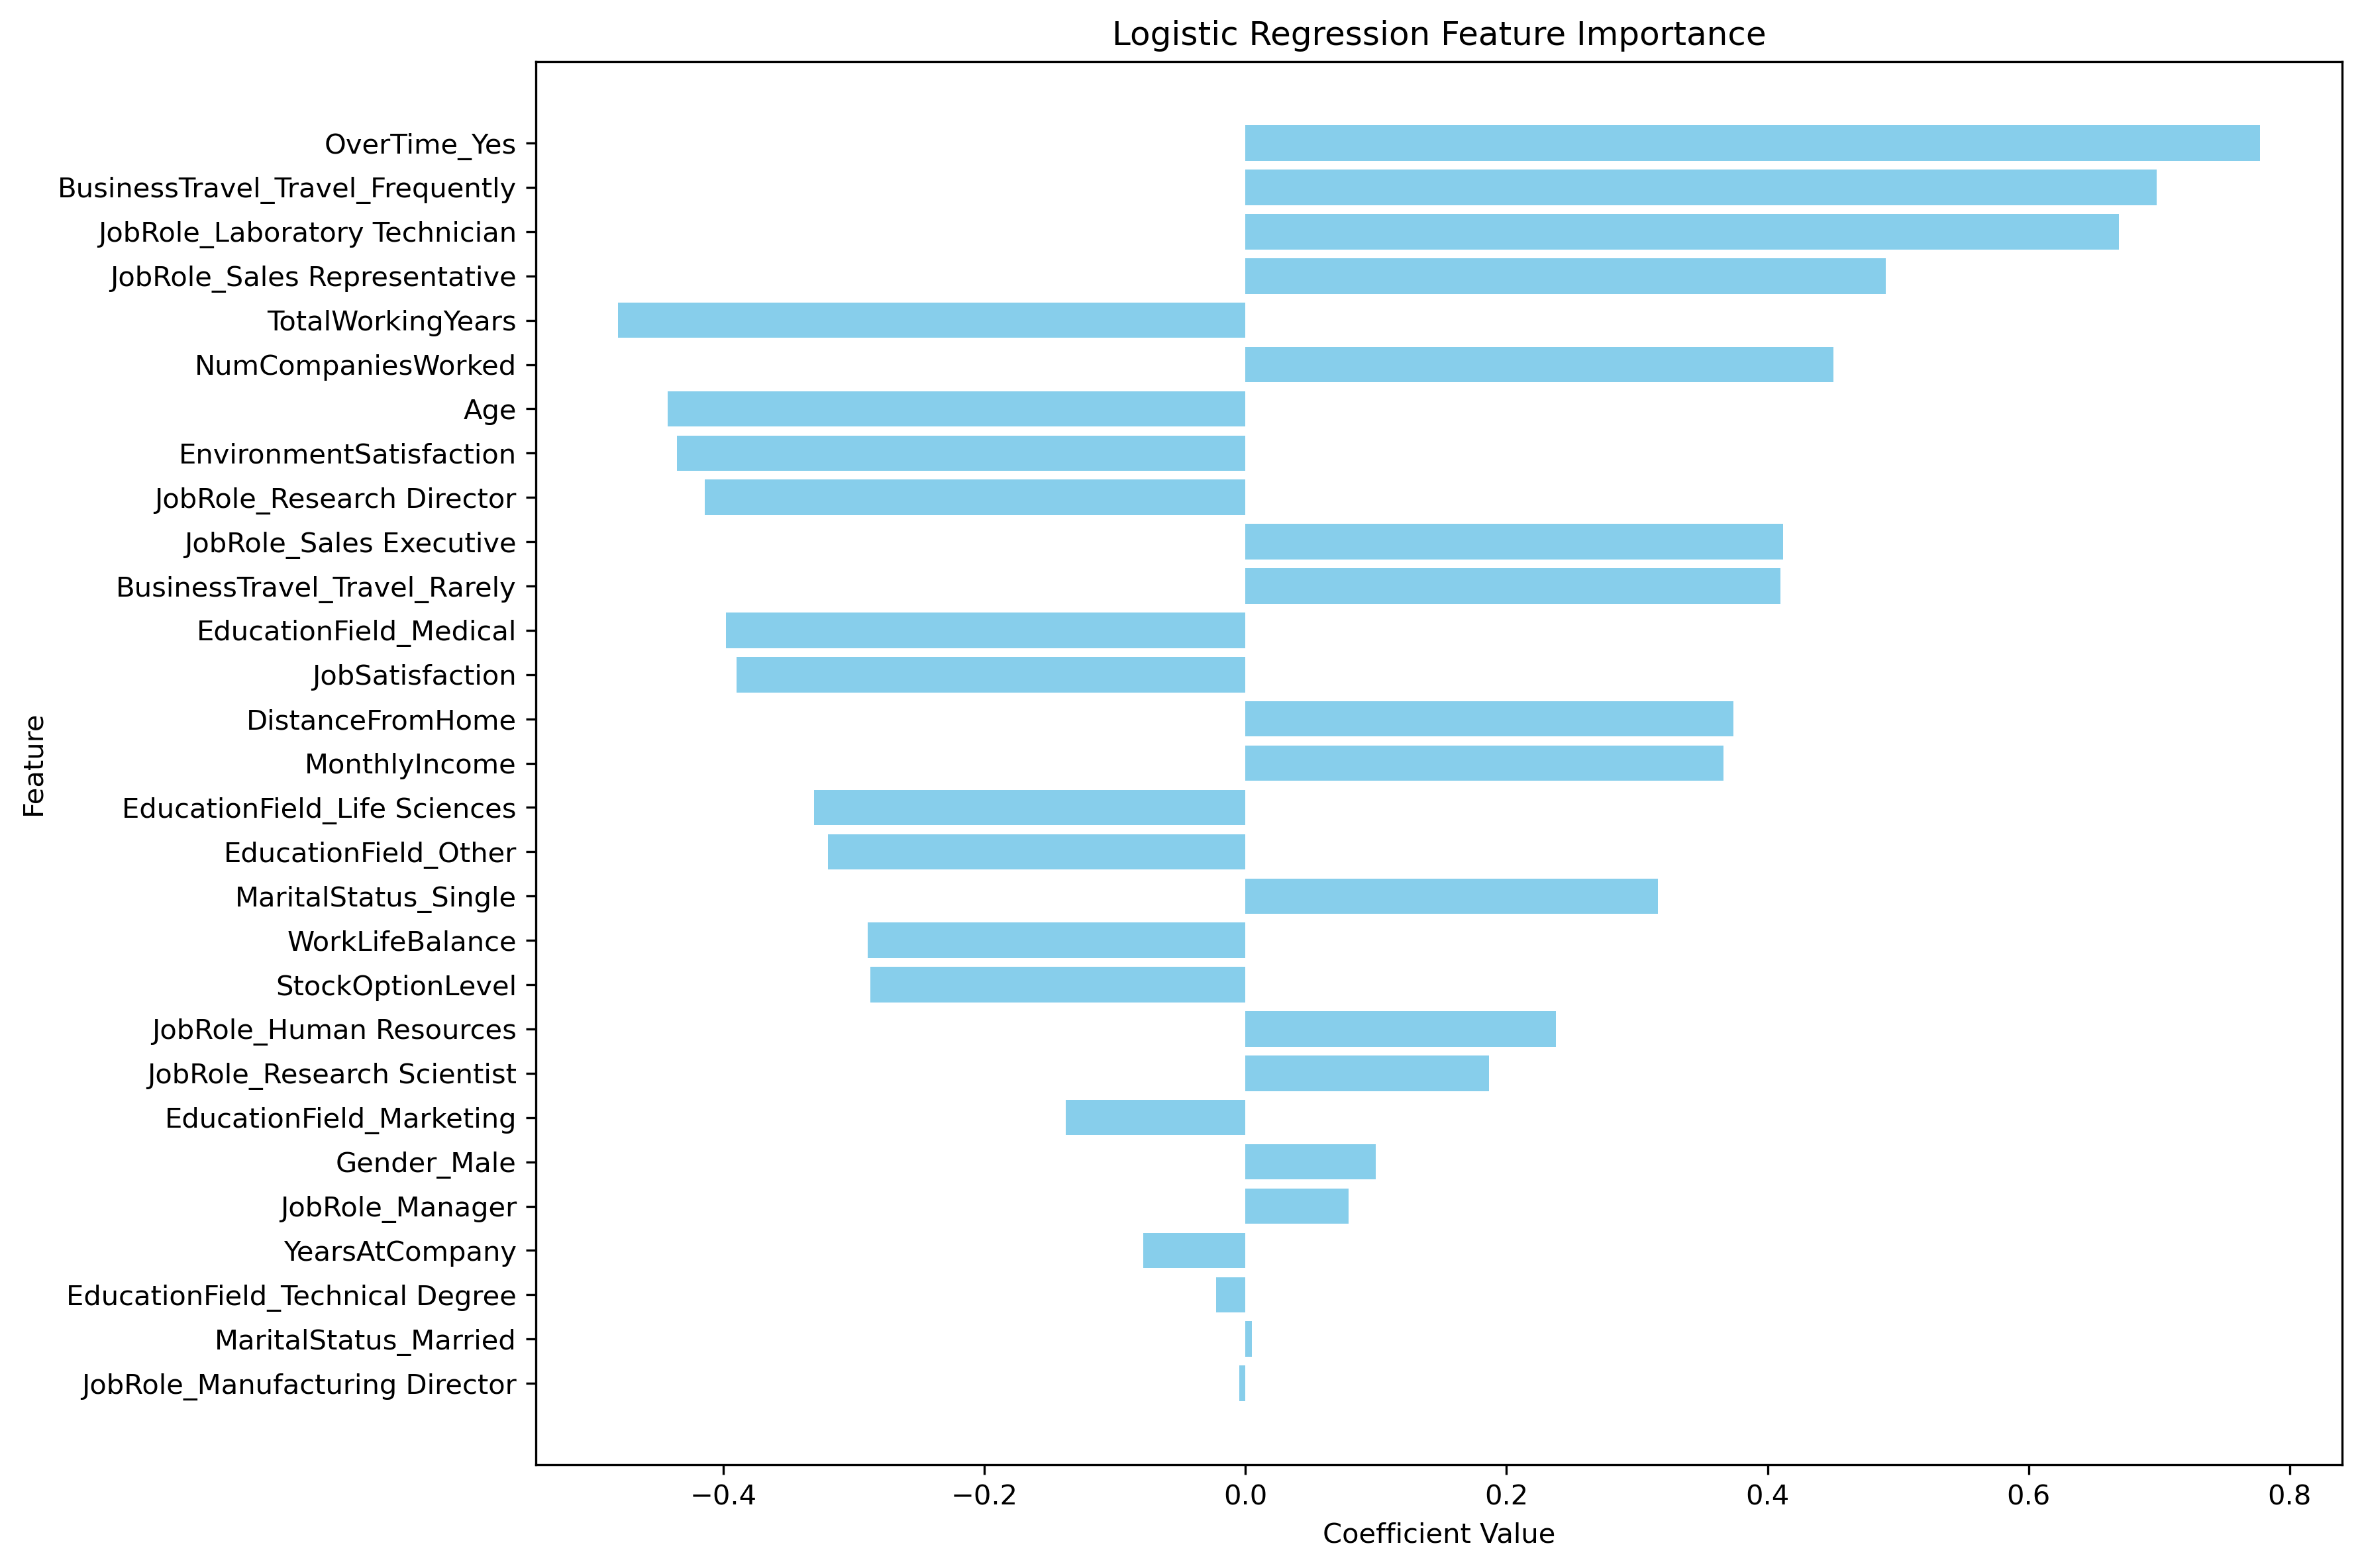 Logistic Regression Feature Importance
OverTime_Yes
BusinessTravel_Travel_Frequently
JobRole_Laboratory Technician
JobRole_Sales Representative
TotalWorkingYears
NumCompaniesWorked
Age
EnvironmentSatisfaction
JobRole_Research Director
JobRole_Sales Executive
BusinessTravel_Travel_Rarely
EducationField_Medical
JobSatisfaction
DistanceFromHome
MonthlyIncome
EducationField_Life Sciences
EducationField_Other
MaritalStatus_Single
WorkLifeBalance
StockOptionLevel
JobRole_Human Resources
JobRole_Research Scientist
EducationField_Marketing
Gender_Male
JobRole_Manager
YearsAtCompany
EducationField_Technical Degree
MaritalStatus_Married
JobRole_Manufacturing Director
Feature
−0.4 −0.2 0.0 0.2 0.4 0.6 0.8
Coefficient Value